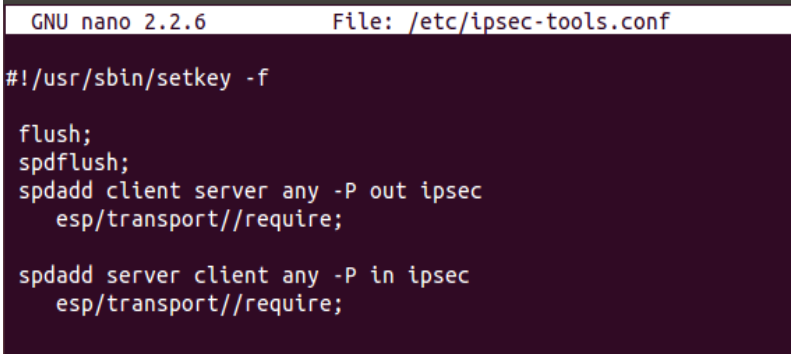 GNU nano 2.2.6 File: /etc/ipsec-tools.conf
#!/usr/sbin/setkey -f
flush;
spdflush;
spdadd client server any -P out ipsec
esp/transport//require;
spdadd server client any -P in ipsec
esp/transport//require;